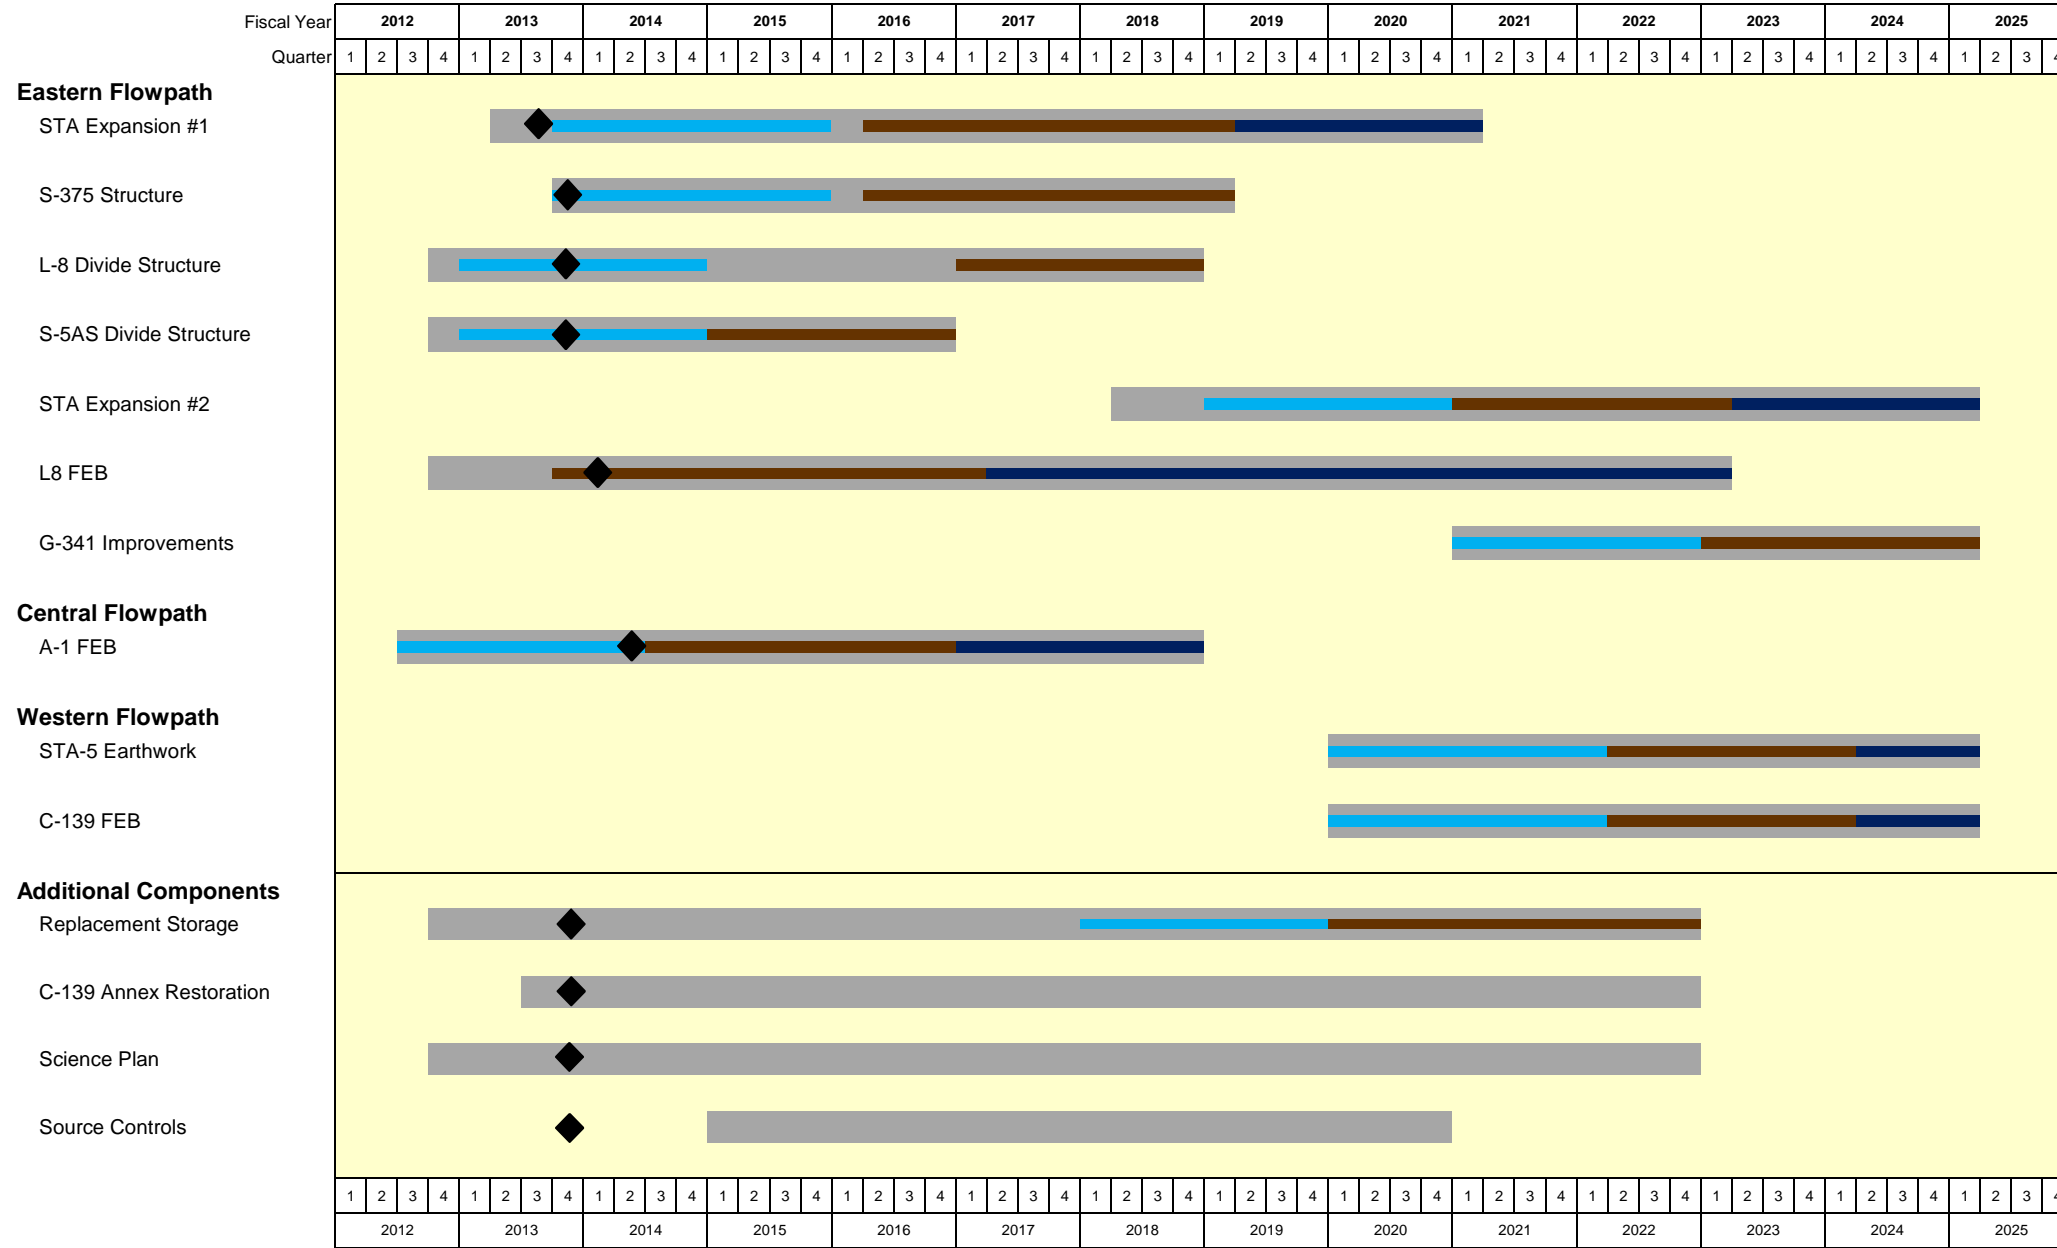 Fiscal Year 2012 2013 2014 2015 2016 2017 2018 2019 2020 2021 2022 2023 2024 2025
Quarter 1 2 3 4 1 2 3 4 1 2 3 4 1 2 3 4 1 2 3 4 1 2 3 4 1 2 3 4 1 2 3 4 1 2 3 4 1 2 3 4 1 2 3 4 1 2 3 4 1 2 3 4 1 2 3 4
Eastern Flowpath
STA Expansion #1
S-375 Structure
L-8 Divide Structure
S-5AS Divide Structure
STA Expansion #2
L8 FEB
G-341 Improvements
Central Flowpath
A-1 FEB
Western Flowpath
STA-5 Earthwork
C-139 FEB
Additional Components
Replacement Storage
C-139 Annex Restoration
Science Plan
Source Controls
1 2 3 4 1 2 3 4 1 2 3 4 1 2 3 4 1 2 3 4 1 2 3 4 1 2 3 4 1 2 3 4 1 2 3 4 1 2 3 4 1 2 3 4 1 2 3 4 1 2 3 4 1 2 3 4
2012 2013 2014 2015 2016 2017 2018 2019 2020 2021 2022 2023 2024 2025